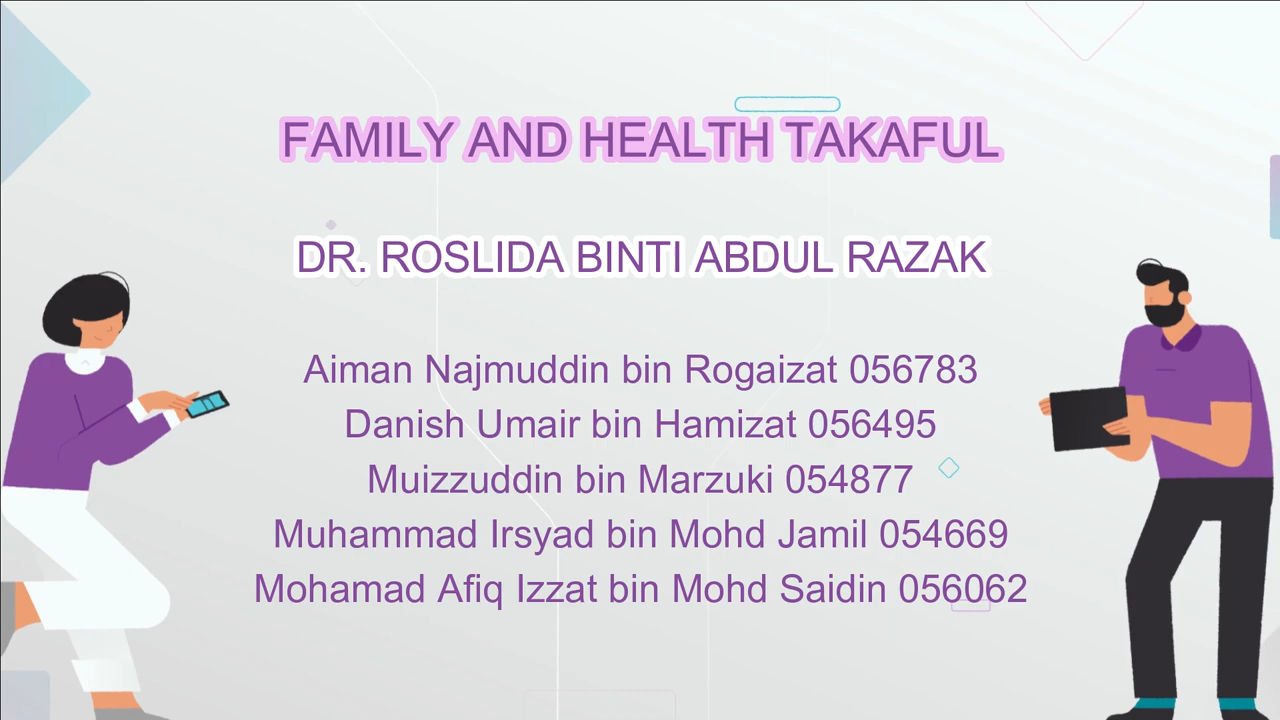 FAMILY AND HEALTH TAKAFUL
DR. ROSLIDA BINTI ABDUL RAZAK
Aiman Najmuddin bin Rogaizat 056783
Danish Umair bin Hamizat 056495
Muizzuddin bin Marzuki 054877
Muhammad Irsyad bin Mohd Jamil 054669
Mohamad Afiq Izzat bin Mohd Saidin 056062